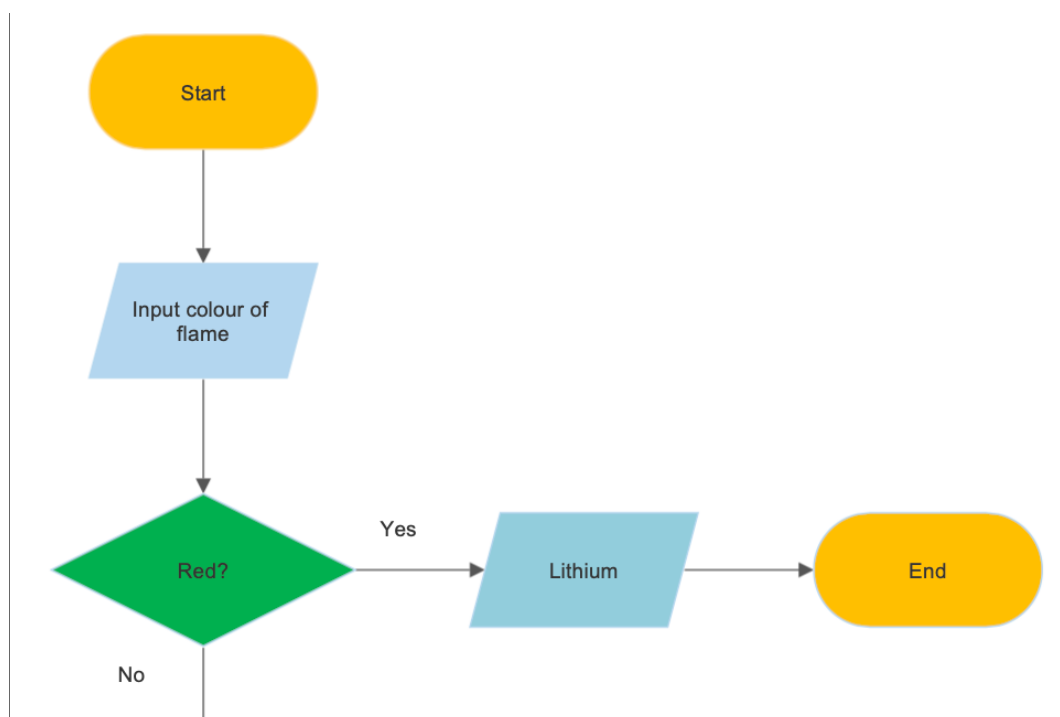 Start
Input colour of
flame
Red?
Yes
Lithium
End
No